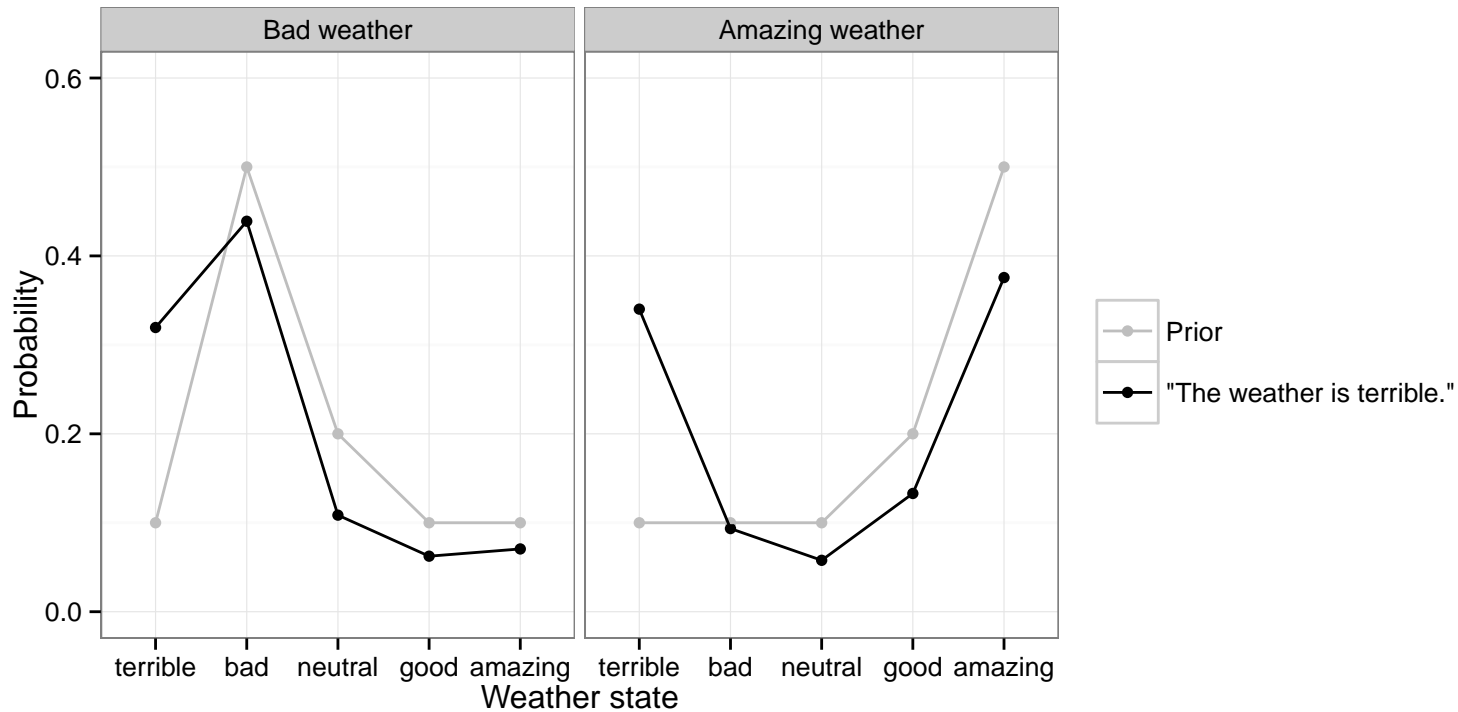 Bad weather
Amazing weather
0.6
0.4
0.2
0.0
Probability
terrible bad neutral good amazing
terrible bad neutral good amazing
Weather state
Prior
"The weather is terrible."